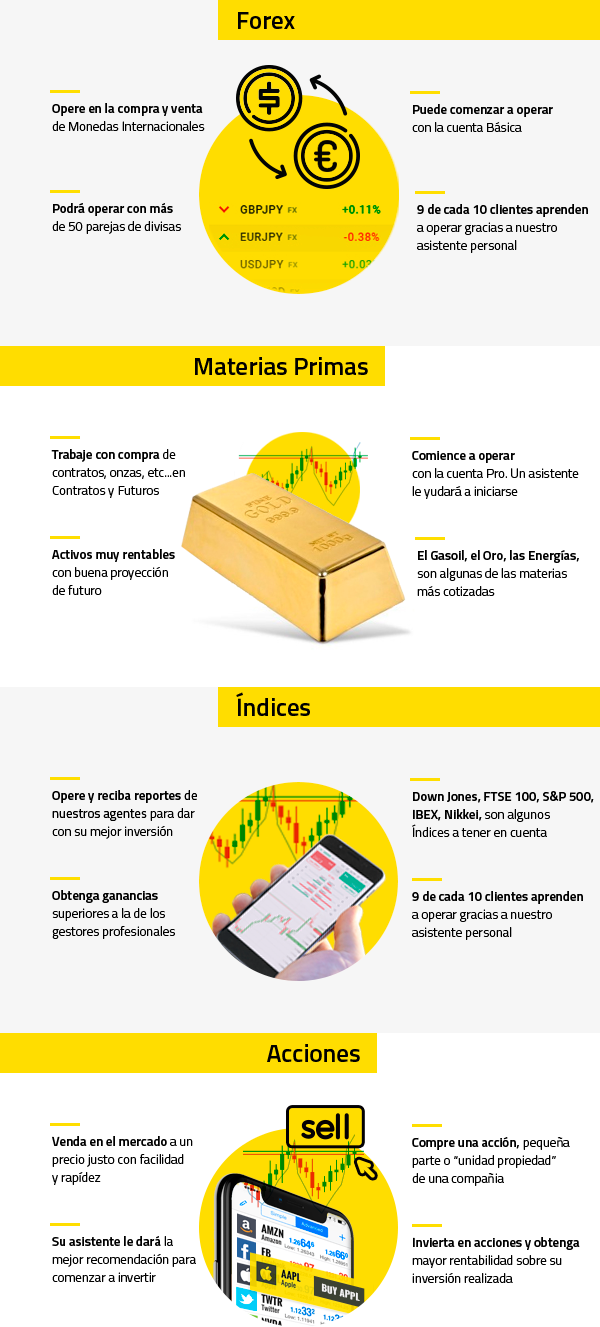 Forex
Opere en la compra y venta
de Monedas Internacionales
Podrá operar con más
de 50 parejas de divisas
GBPJPY FX +0.11%
EURJPY FX -0.38%
USDJPY FX
Puede comenzar a operar
con la cuenta Básica
9 de cada 10 clientes aprenden
a operar gracias a nuestro
asistente personal
Materias Primas
Trabaje con compra de
contratos, onzas, etc...en
Contratos y Futuros
Activos muy rentables
con buena proyección
de futuro
FINE
GOLD
999.9
NET WT
1000g
Comience a operar
con la cuenta Pro. Un asistente
le yudará a iniciarse
El Gasoil, el Oro, las Energías,
son algunas de las materias
más cotizadas
Índices
Opere y reciba reportes de
nuestros agentes para dar
con su mejor inversión
Obtenga ganancias
superiores a la de los
gestores profesionales
Down Jones, FTSE 100, S&P 500,
IBEX, Nikkei, son algunos
Índices a tener en cuenta
9 de cada 10 clientes aprenden
a operar gracias a nuestro
asistente personal
Acciones
Venda en el mercado a un
precio justo con facilidad
y rapídez
Su asistente le dará la
mejor recomendación para
comenzar a invertir
sell
Simple Advanced
AMZN
Amazon
FB
AAPL
Apple
BUY APPL
TWTR
Twitter
Compre una acción, pequeña
parte o “unidad propiedad”
de una compañia
Invierta en acciones y obtenga
mayor rentabilidad sobre su
inversión realizada